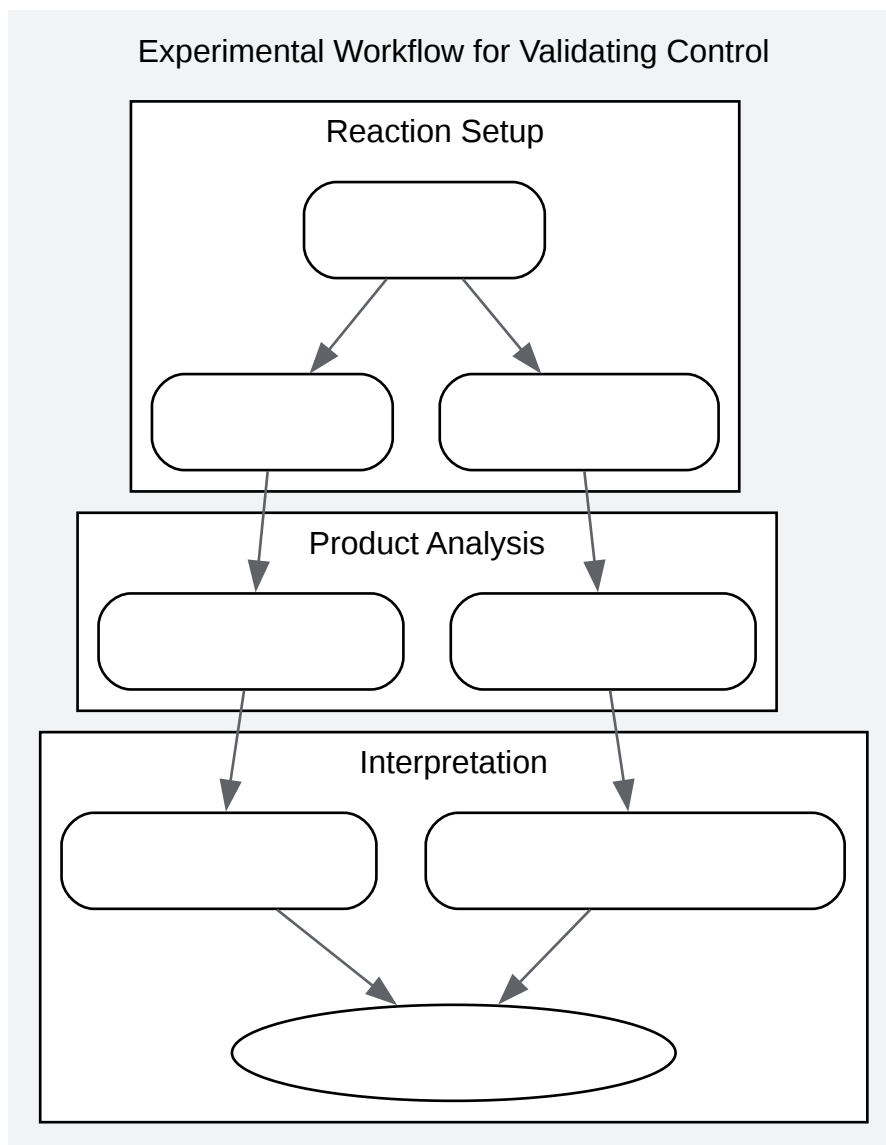 Experimental Workflow for Validating Control
Reaction Setup
Product Analysis
Interpretation